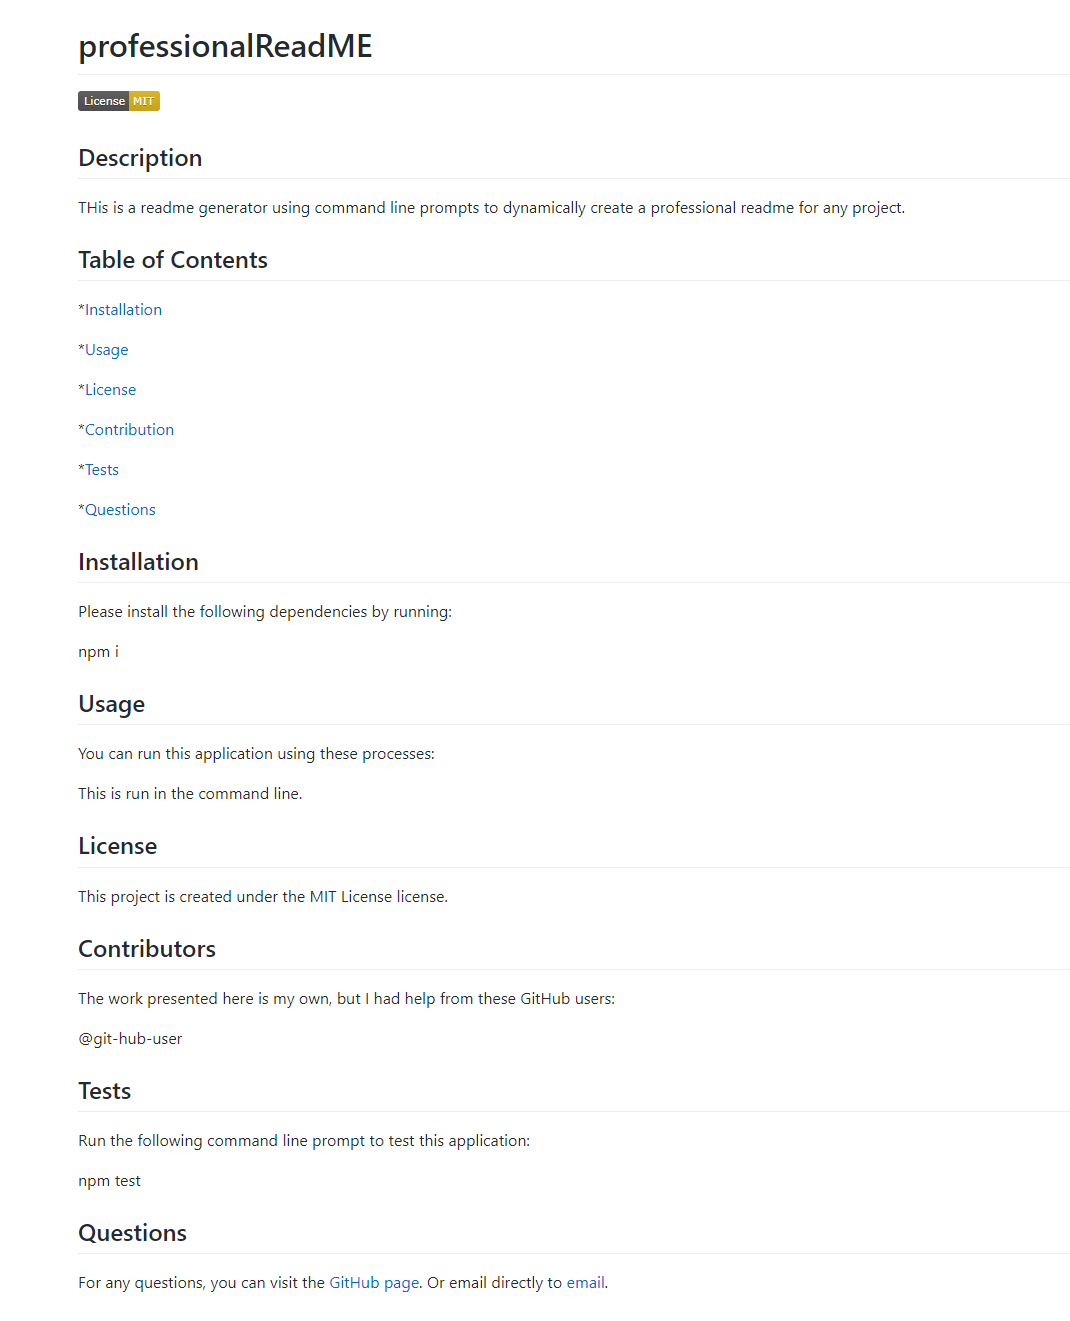 professionalReadME
License MIT
Description
THis is a readme generator using command line prompts to dynamically create a professional readme for any project.
Table of Contents
*Installation
*Usage
*License
*Contribution
*Tests
*Questions
Installation
Please install the following dependencies by running:
npm i
Usage
You can run this application using these processes:
This is run in the command line.
License
This project is created under the MIT License license.
Contributors
The work presented here is my own, but I had help from these GitHub users:
@git-hub-user
Tests
Run the following command line prompt to test this application:
npm test
Questions
For any questions, you can visit the GitHub page. Or email directly to email.